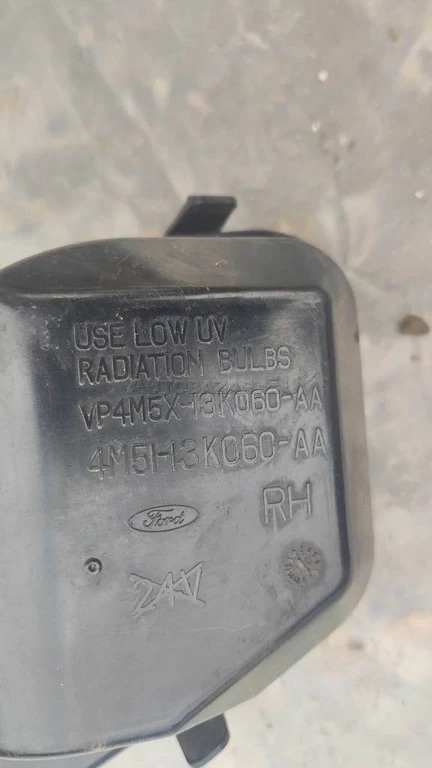 USE LOW UV
RADIATION BULBS
VP4M5X-13K060-AA
4M51-13K060-AA
RH
Ford